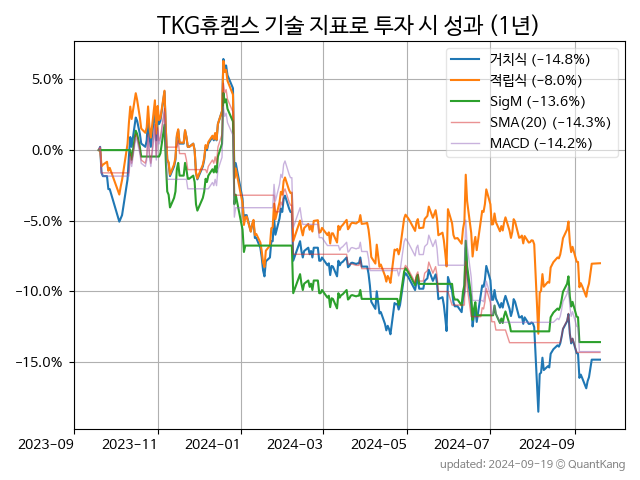 TKG휴켐스 기술 지표로 투자 시 성과 (1년)
거치식 (−14.8%)
적립식 (−8.0%)
SigM (−13.6%)
SMA(20) (−14.3%)
MACD (−14.2%)
5.0%
0.0%
−5.0%
−10.0%
−15.0%
2023-09
2023-11
2024-01
2024-03
2024-05
2024-07
2024-09
updated: 2024-09-19 @ QuantKang